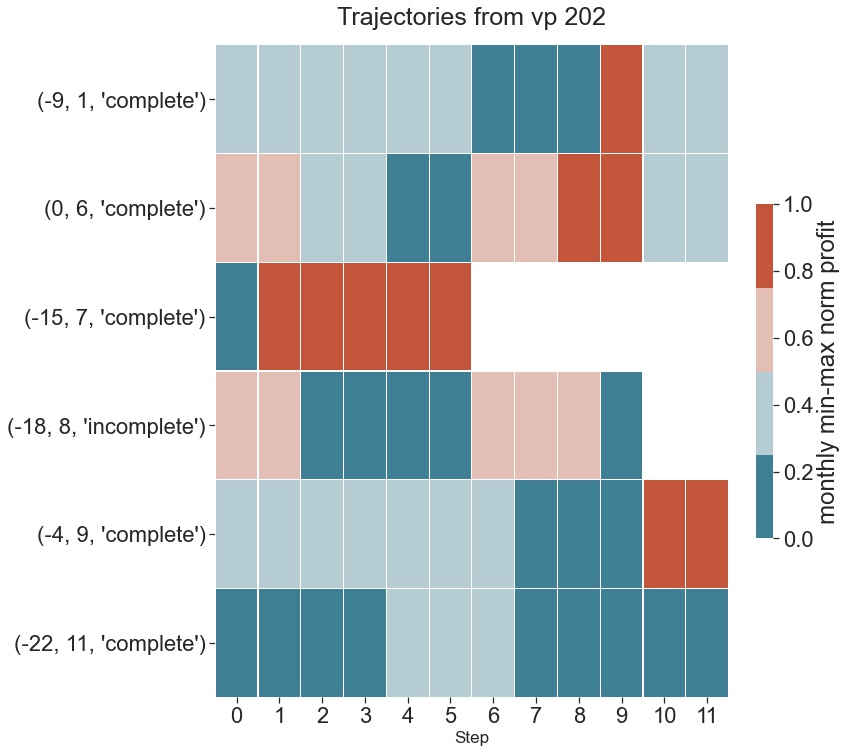 Trajectories from vp 202
(-9, 1, 'complete')
(0, 6, 'complete')
(-15, 7, 'complete')
(-18, 8, 'incomplete')
(-4, 9, 'complete')
(-22, 11, 'complete')
0 1 2 3 4 5 6 7 8 9 10 11
Step
1.0
0.8
0.6
0.4
0.2
0.0
monthly min-max norm profit